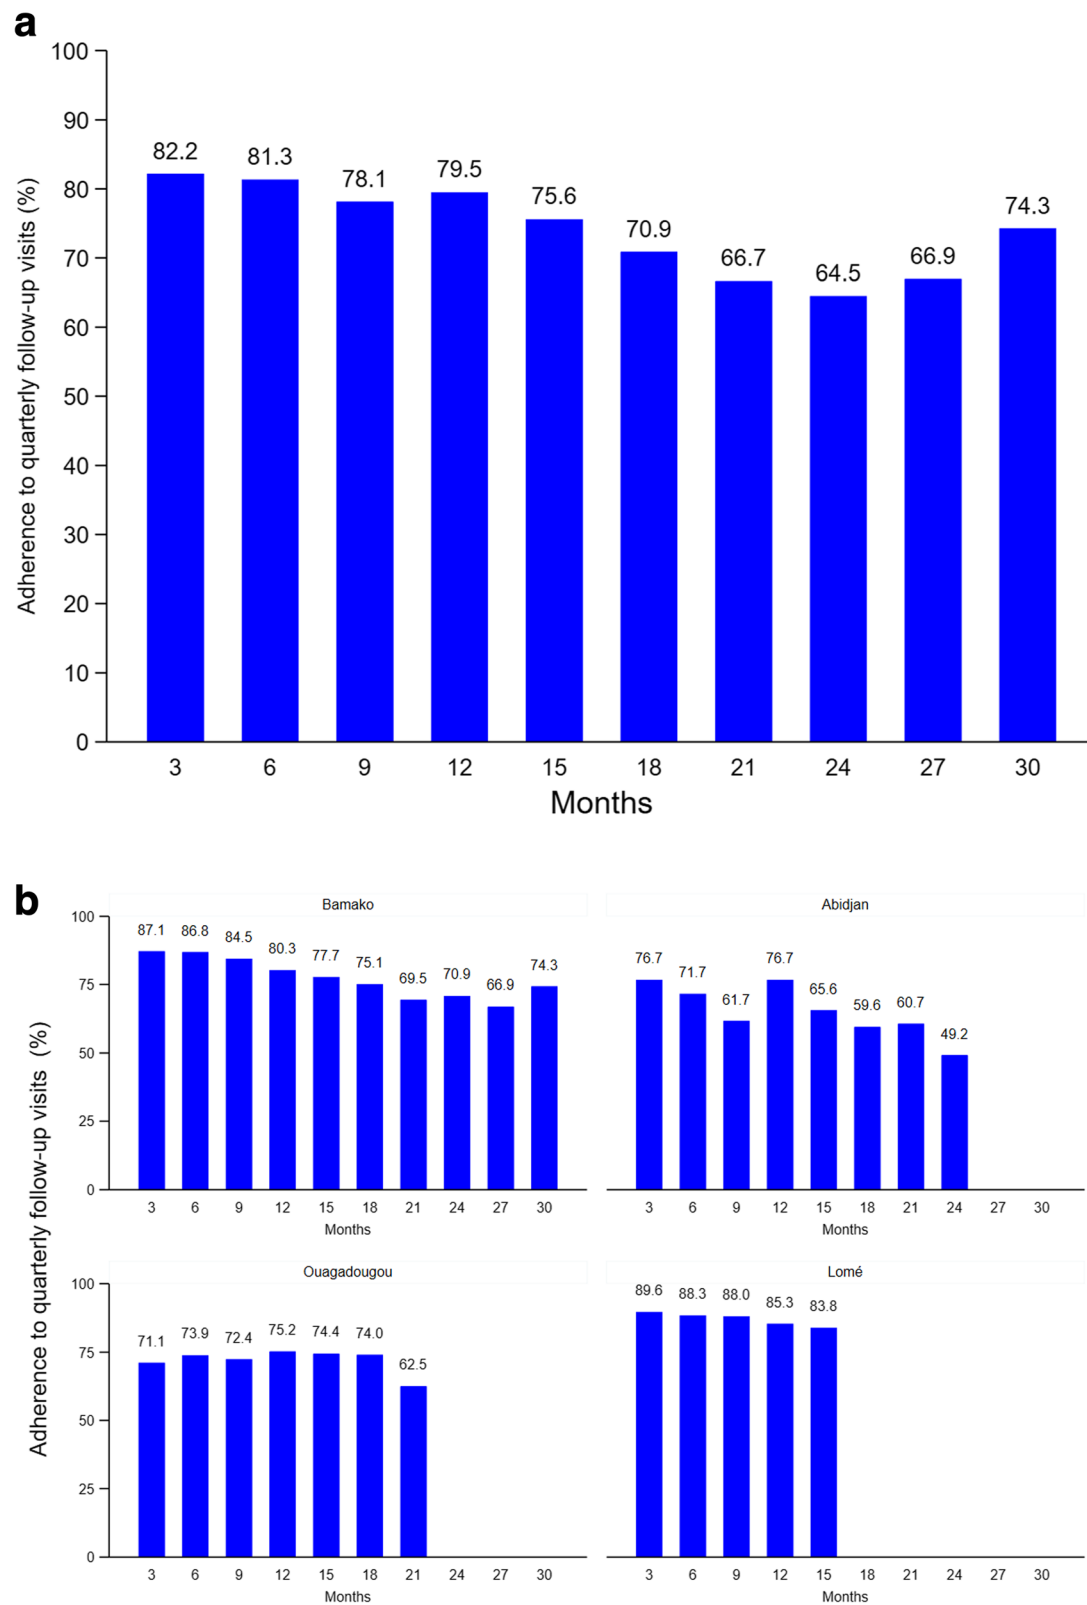 a
Adherence to quarterly follow-up visits (%)
100
90
80
70
60
50
40
30
20
10
0
82.2 81.3 78.1 79.5 75.6 70.9 66.7 64.5 66.9 74.3
3 6 9 12 15 18 21 24 27 30
Months
b
Adherence to quarterly follow-up visits (%)
Bamako
100
75
50
25
0
87.1 86.8 84.5 80.3 77.7 75.1 69.5 70.9 66.9 74.3
3 6 9 12 15 18 21 24 27 30
Months
Abidjan
76.7 71.7 61.7 76.7 65.6 59.6 60.7 49.2
3 6 9 12 15 18 21 24 27 30
Months
Ouagadougou
100
75
50
25
0
71.1 73.9 72.4 75.2 74.4 74.0 62.5
3 6 9 12 15 18 21 24 27 30
Months
Lomé
89.6 88.3 88.0 85.3 83.8
3 6 9 12 15 18 21 24 27 30
Months